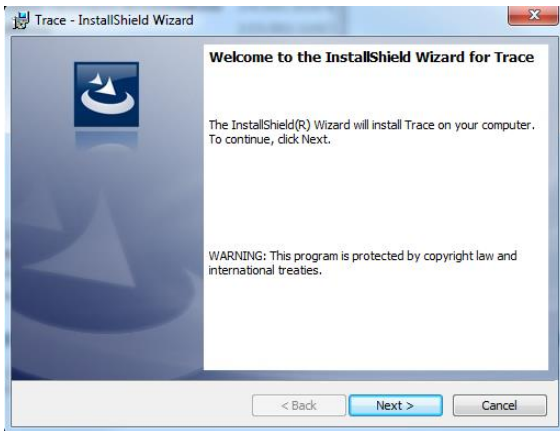 Trace - InstallShield Wizard
Welcome to the InstallShield Wizard for Trace
The InstallShield(R) Wizard will install Trace on your computer.
To continue, click Next.
WARNING: This program is protected by copyright law and
international treaties.
< Back Next > Cancel